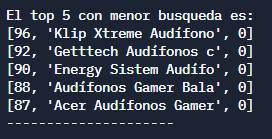 El top 5 con menor busqueda es:
[96, 'Klip Xtreme Audífono', 0]
[92, 'Getttech Audífonos c', 0]
[90, 'Energy Sistem Audífo', 0]
[88, 'Audífonos Gamer Bala', 0]
[87, 'Acer Audífonos Gamer', 0]
---------------------